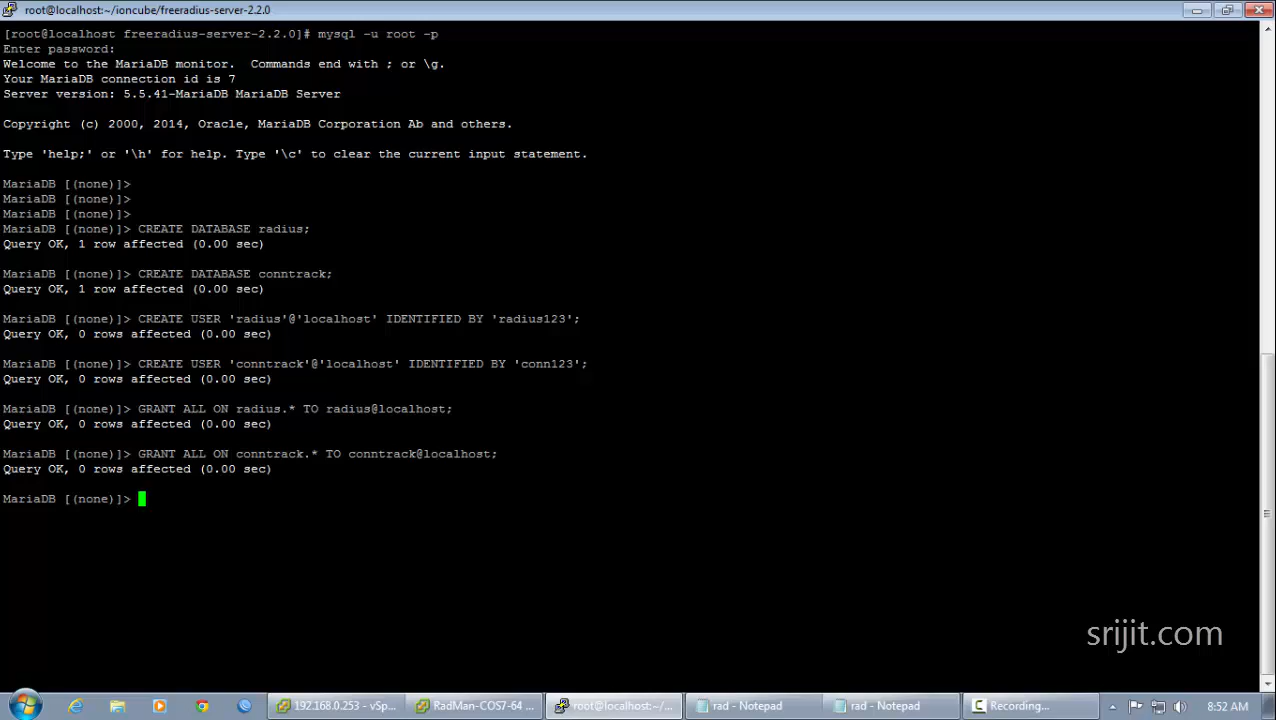 root@localhost:~/ioncube/freeradius-server-2.2.0
[root@localhost freeradius-server-2.2.0]# mysql -u root -p
Enter password:
Welcome to the MariaDB monitor.  Commands end with ; or \g.
Your MariaDB connection id is 7
Server version: 5.5.41-MariaDB MariaDB Server
Copyright (c) 2000, 2014, Oracle, MariaDB Corporation Ab and others.
Type 'help;' or '\h' for help. Type '\c' to clear the current input statement.
MariaDB [(none)]>
MariaDB [(none)]>
MariaDB [(none)]>
MariaDB [(none)]> CREATE DATABASE radius;
Query OK, 1 row affected (0.00 sec)
MariaDB [(none)]> CREATE DATABASE conntrack;
Query OK, 1 row affected (0.00 sec)
MariaDB [(none)]> CREATE USER 'radius'@'localhost' IDENTIFIED BY 'radius123';
Query OK, 0 rows affected (0.00 sec)
MariaDB [(none)]> CREATE USER 'conntrack'@'localhost' IDENTIFIED BY 'conn123';
Query OK, 0 rows affected (0.00 sec)
MariaDB [(none)]> GRANT ALL ON radius.* TO radius@localhost;
Query OK, 0 rows affected (0.00 sec)
MariaDB [(none)]> GRANT ALL ON conntrack.* TO conntrack@localhost;
Query OK, 0 rows affected (0.00 sec)
MariaDB [(none)]>
srijit.com
192.168.0.253 - vSp... RadMan-COS7-64 ... root@localhost:~/... rad - Notepad rad - Notepad Recording... 8:52 AM